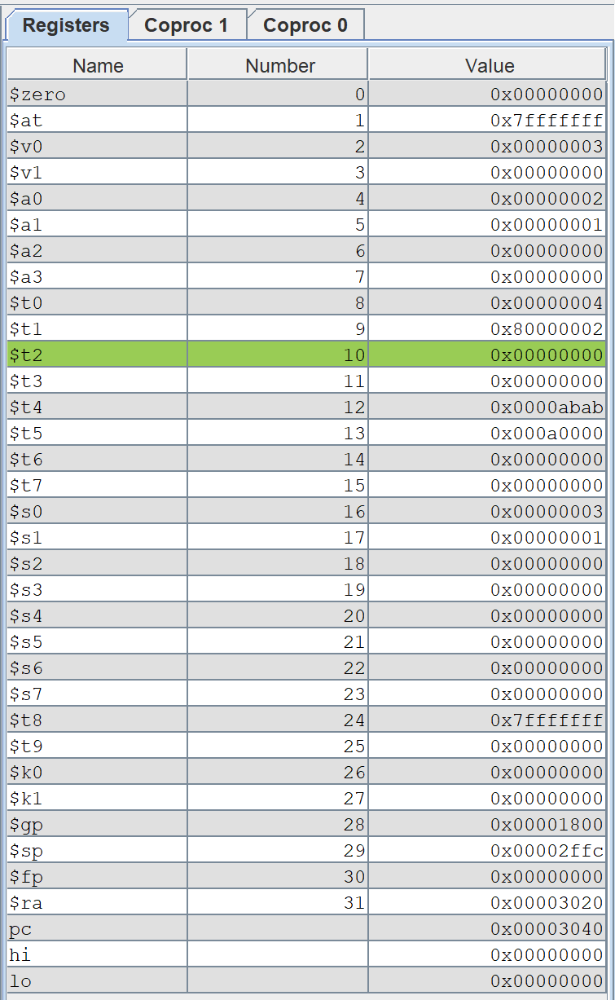 Registers Coproc 1 Coproc 0
Name Number Value
$zero 0 0x00000000
$at 1 0x7fffffff
$v0 2 0x00000003
$v1 3 0x00000000
$a0 4 0x00000002
$a1 5 0x00000001
$a2 6 0x00000000
$a3 7 0x00000000
$t0 8 0x00000004
$t1 9 0x80000002
$t2 10 0x00000000
$t3 11 0x00000000
$t4 12 0x0000abab
$t5 13 0x000a0000
$t6 14 0x00000000
$t7 15 0x00000000
$s0 16 0x00000003
$s1 17 0x00000001
$s2 18 0x00000000
$s3 19 0x00000000
$s4 20 0x00000000
$s5 21 0x00000000
$s6 22 0x00000000
$s7 23 0x00000000
$t8 24 0x7fffffff
$t9 25 0x00000000
$k0 26 0x00000000
$k1 27 0x00000000
$gp 28 0x00001800
$sp 29 0x00002ffc
$fp 30 0x00000000
$ra 31 0x00003020
pc 0x00003040
hi 0x00000000
lo 0x00000000